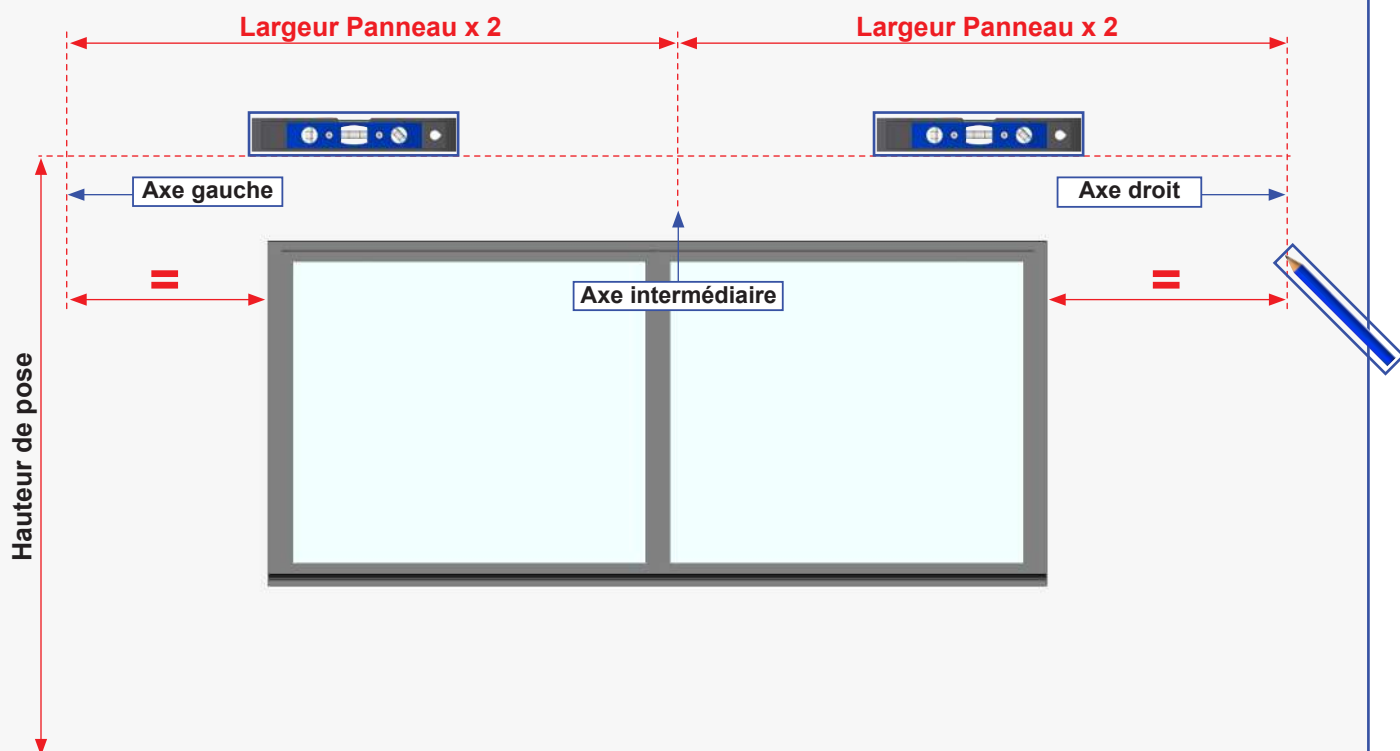 Largeur Panneau x 2
Largeur Panneau x 2
Axe gauche
Axe droit
=
=
Axe intermédiaire
Hauteur de pose